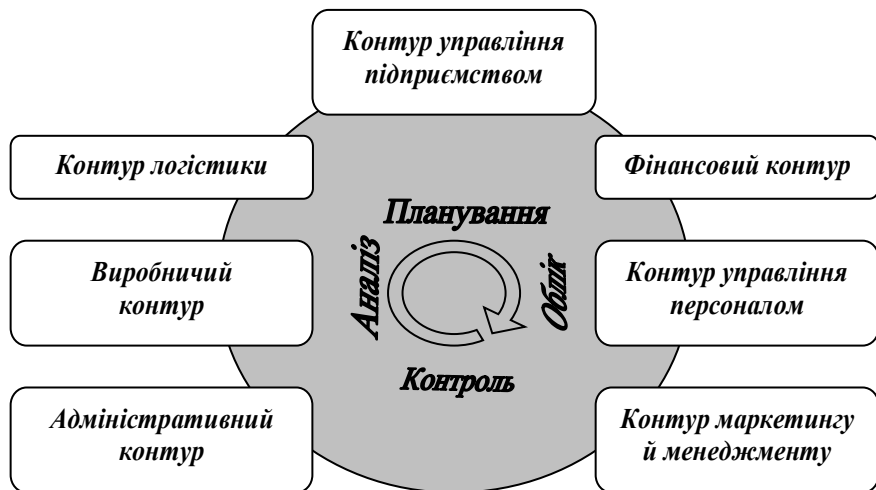 Контур управління
підприємством
Контур логістики
Фінансовий контур
Планування
Аналіз
Облік
Виробничий
контур
Контур управління
персоналом
Контроль
Адміністративний
контур
Контур маркетингу
й менеджменту